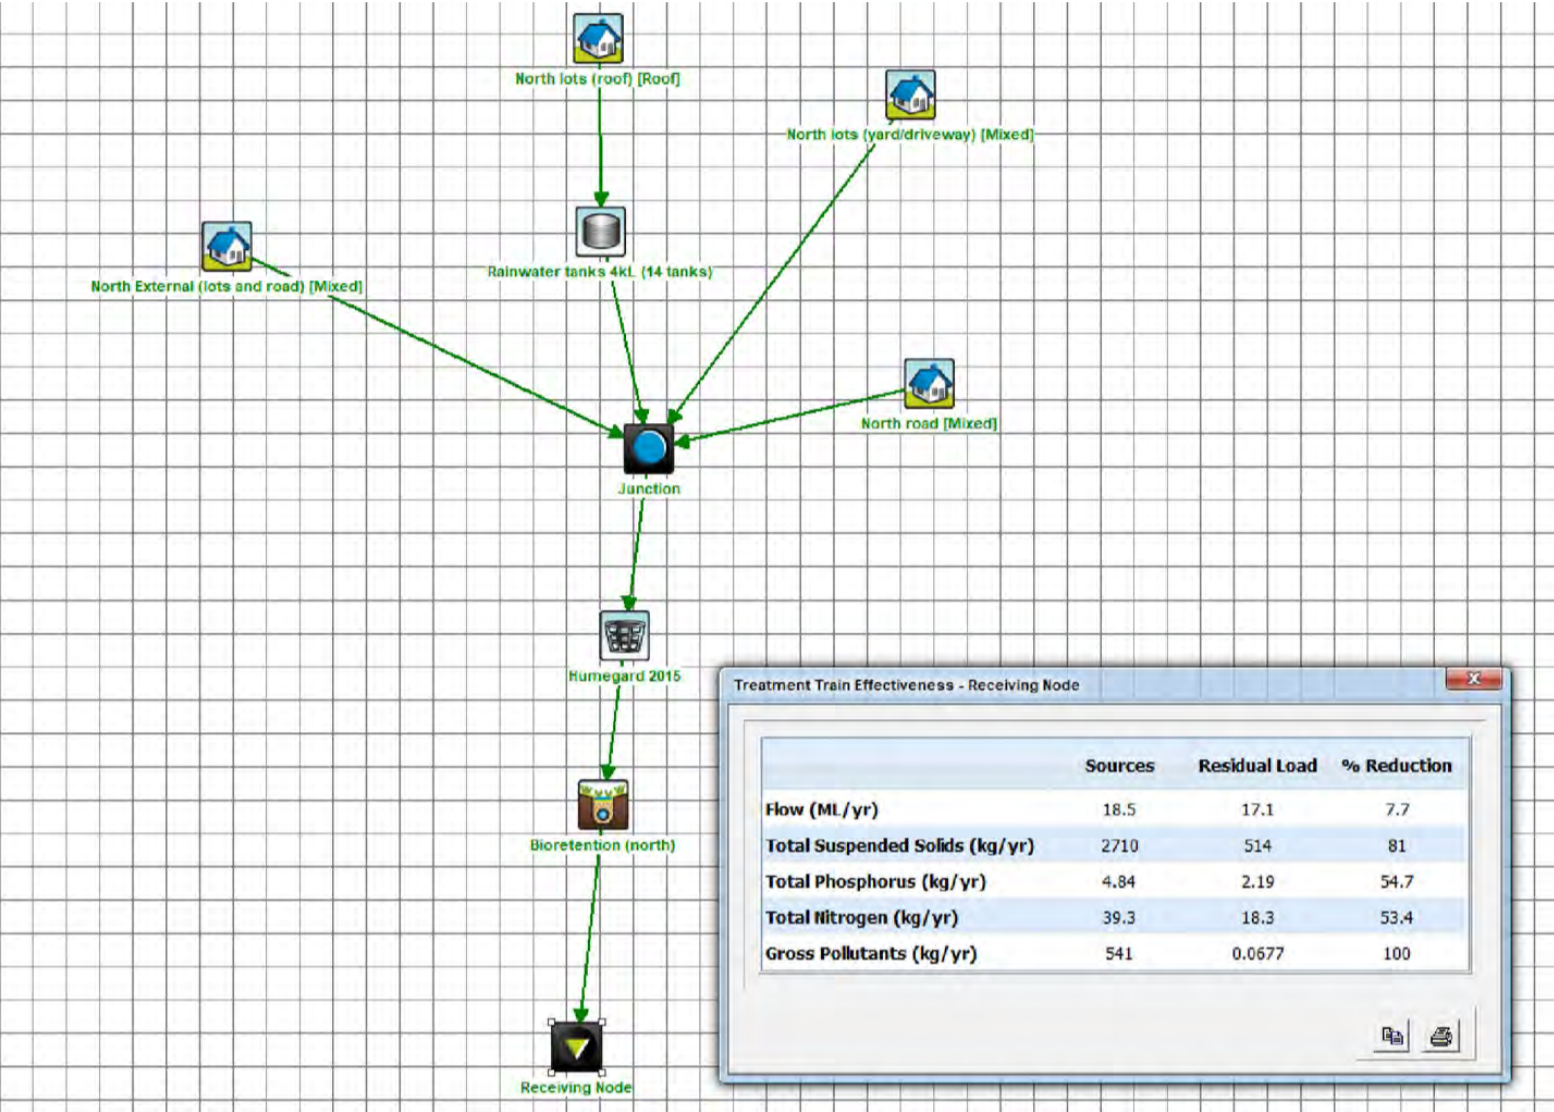 North lots (roof) [Roof]
North lots (yard/driveway) [Mixed]
Rainwater tanks 4kL (14 tanks)
North External (lots and road) [Mixed]
North road [Mixed]
Junction
Humegard 2015
Bioretention (north)
Receiving Node
Treatment Train Effectiveness - Receiving Node
Sources Residual Load % Reduction
Flow (ML/yr) 18.5 17.1 7.7
Total Suspended Solids (kg/yr) 2710 514 81
Total Phosphorus (kg/yr) 4.84 2.19 54.7
Total Nitrogen (kg/yr) 39.3 18.3 53.4
Gross Pollutants (kg/yr) 541 0.0677 100